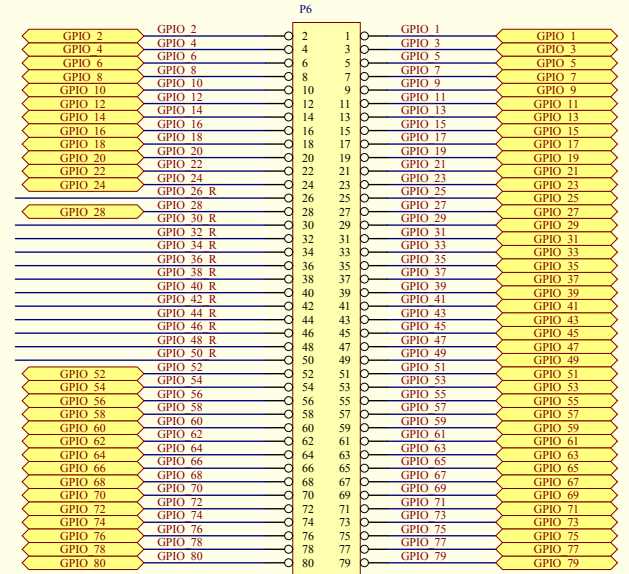 P6
GPIO 2 GPIO 2 2 1 GPIO 1 GPIO 1
GPIO 4 GPIO 4 4 3 GPIO 3 GPIO 3
GPIO 6 GPIO 6 6 5 GPIO 5 GPIO 5
GPIO 8 GPIO 8 8 7 GPIO 7 GPIO 7
GPIO 10 GPIO 10 10 9 GPIO 9 GPIO 9
GPIO 12 GPIO 12 12 11 GPIO 11 GPIO 11
GPIO 14 GPIO 14 14 13 GPIO 13 GPIO 13
GPIO 16 GPIO 16 16 15 GPIO 15 GPIO 15
GPIO 18 GPIO 18 18 17 GPIO 17 GPIO 17
GPIO 20 GPIO 20 20 19 GPIO 19 GPIO 19
GPIO 22 GPIO 22 22 21 GPIO 21 GPIO 21
GPIO 24 GPIO 24 24 23 GPIO 23 GPIO 23
GPIO 26 R 26 25 GPIO 25 GPIO 25
GPIO 28 GPIO 28 28 27 GPIO 27 GPIO 27
GPIO 30 R 30 29 GPIO 29 GPIO 29
GPIO 32 R 32 31 GPIO 31 GPIO 31
GPIO 34 R 34 33 GPIO 33 GPIO 33
GPIO 36 R 36 35 GPIO 35 GPIO 35
GPIO 38 R 38 37 GPIO 37 GPIO 37
GPIO 40 R 40 39 GPIO 39 GPIO 39
GPIO 42 R 42 41 GPIO 41 GPIO 41
GPIO 44 R 44 43 GPIO 43 GPIO 43
GPIO 46 R 46 45 GPIO 45 GPIO 45
GPIO 48 R 48 47 GPIO 47 GPIO 47
GPIO 50 R 50 49 GPIO 49 GPIO 49
GPIO 52 GPIO 52 52 51 GPIO 51 GPIO 51
GPIO 54 GPIO 54 54 53 GPIO 53 GPIO 53
GPIO 56 GPIO 56 56 55 GPIO 55 GPIO 55
GPIO 58 GPIO 58 58 57 GPIO 57 GPIO 57
GPIO 60 GPIO 60 60 59 GPIO 59 GPIO 59
GPIO 62 GPIO 62 62 61 GPIO 61 GPIO 61
GPIO 64 GPIO 64 64 63 GPIO 63 GPIO 63
GPIO 66 GPIO 66 66 65 GPIO 65 GPIO 65
GPIO 68 GPIO 68 68 67 GPIO 67 GPIO 67
GPIO 70 GPIO 70 70 69 GPIO 69 GPIO 69
GPIO 72 GPIO 72 72 71 GPIO 71 GPIO 71
GPIO 74 GPIO 74 74 73 GPIO 73 GPIO 73
GPIO 76 GPIO 76 76 75 GPIO 75 GPIO 75
GPIO 78 GPIO 78 78 77 GPIO 77 GPIO 77
GPIO 80 GPIO 80 80 79 GPIO 79 GPIO 79